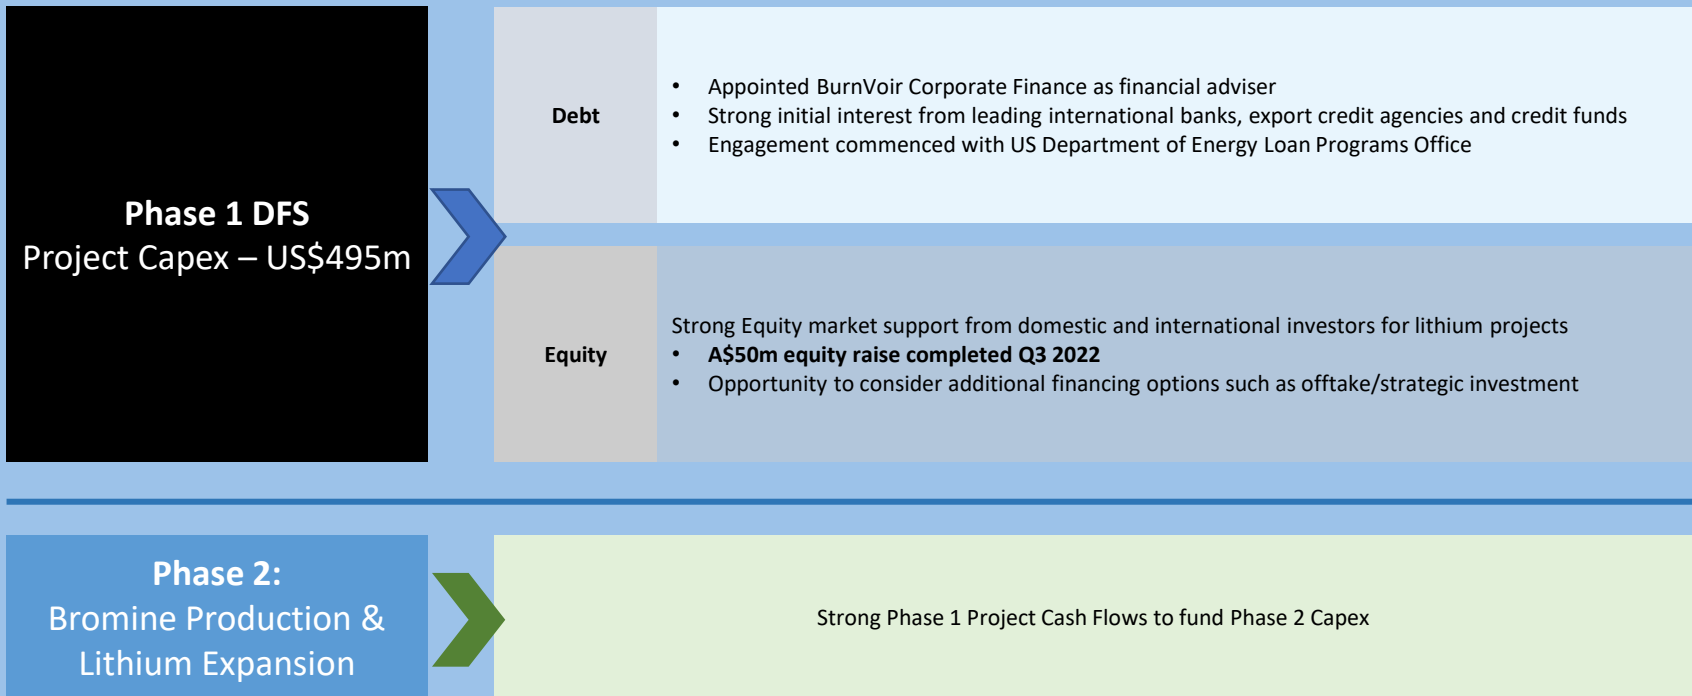 Phase 1 DFS
Project Capex – US$495m
Debt
• Appointed BurnVoir Corporate Finance as financial adviser
• Strong initial interest from leading international banks, export credit agencies and credit funds
• Engagement commenced with US Department of Energy Loan Programs Office
Equity
Strong Equity market support from domestic and international investors for lithium projects
• A$50m equity raise completed Q3 2022
• Opportunity to consider additional financing options such as offtake/strategic investment
Phase 2:
Bromine Production &
Lithium Expansion
Strong Phase 1 Project Cash Flows to fund Phase 2 Capex